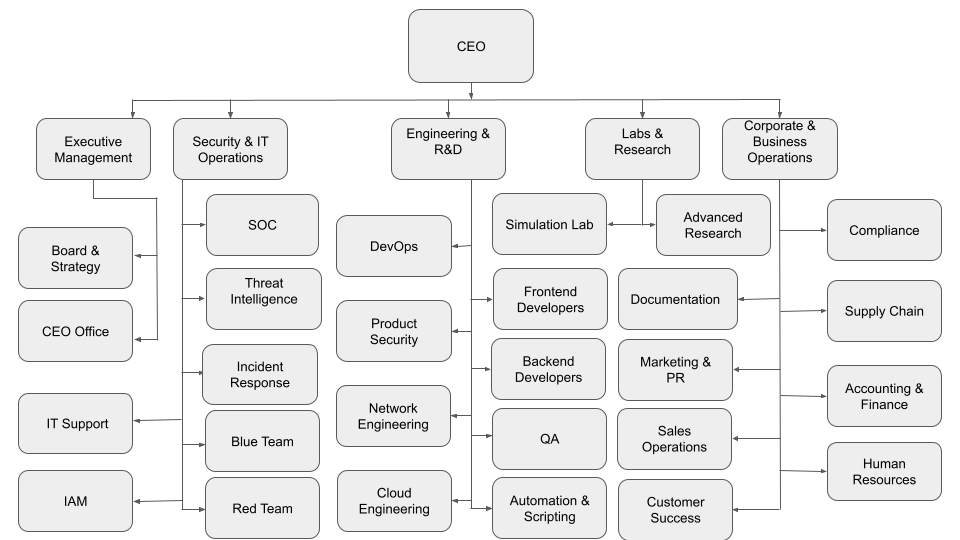 CEO
Executive
Management
Security & IT
Operations
Engineering &
R&D
Labs &
Research
Corporate &
Business
Operations
Board &
Strategy
CEO Office
IT Support
IAM
SOC
Threat
Intelligence
Incident
Response
Blue Team
Red Team
DevOps
Product
Security
Network
Engineering
Cloud
Engineering
Simulation Lab
Advanced
Research
Frontend
Developers
Backend
Developers
QA
Automation &
Scripting
Documentation
Marketing &
PR
Sales
Operations
Customer
Success
Compliance
Supply Chain
Accounting &
Finance
Human
Resources